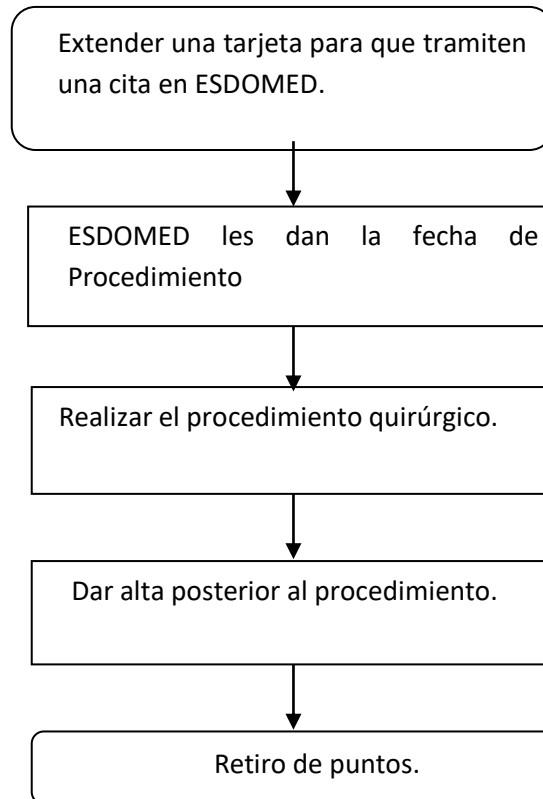 Extender una tarjeta para que tramiten
una cita en ESDOMED.
ESDOMED les dan la fecha de
Procedimiento
Realizar el procedimiento quirúrgico.
Dar alta posterior al procedimiento.
Retiro de puntos.